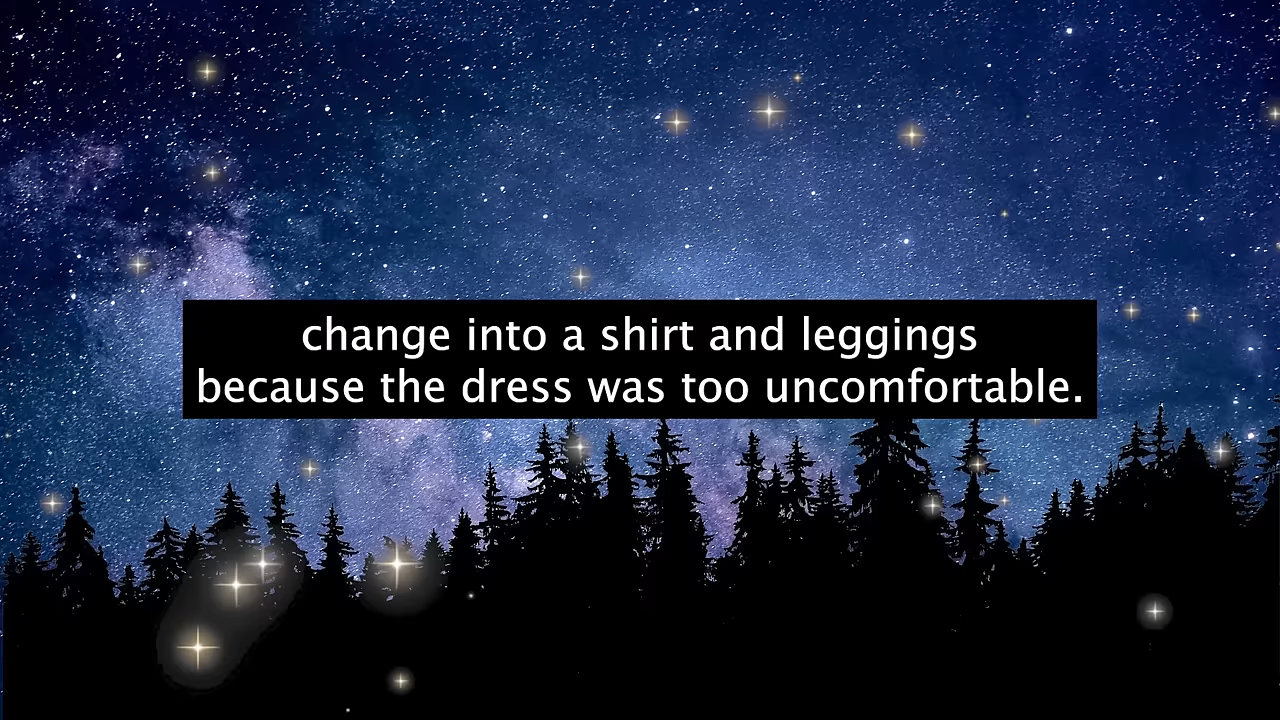 change into a shirt and leggings
because the dress was too uncomfortable.